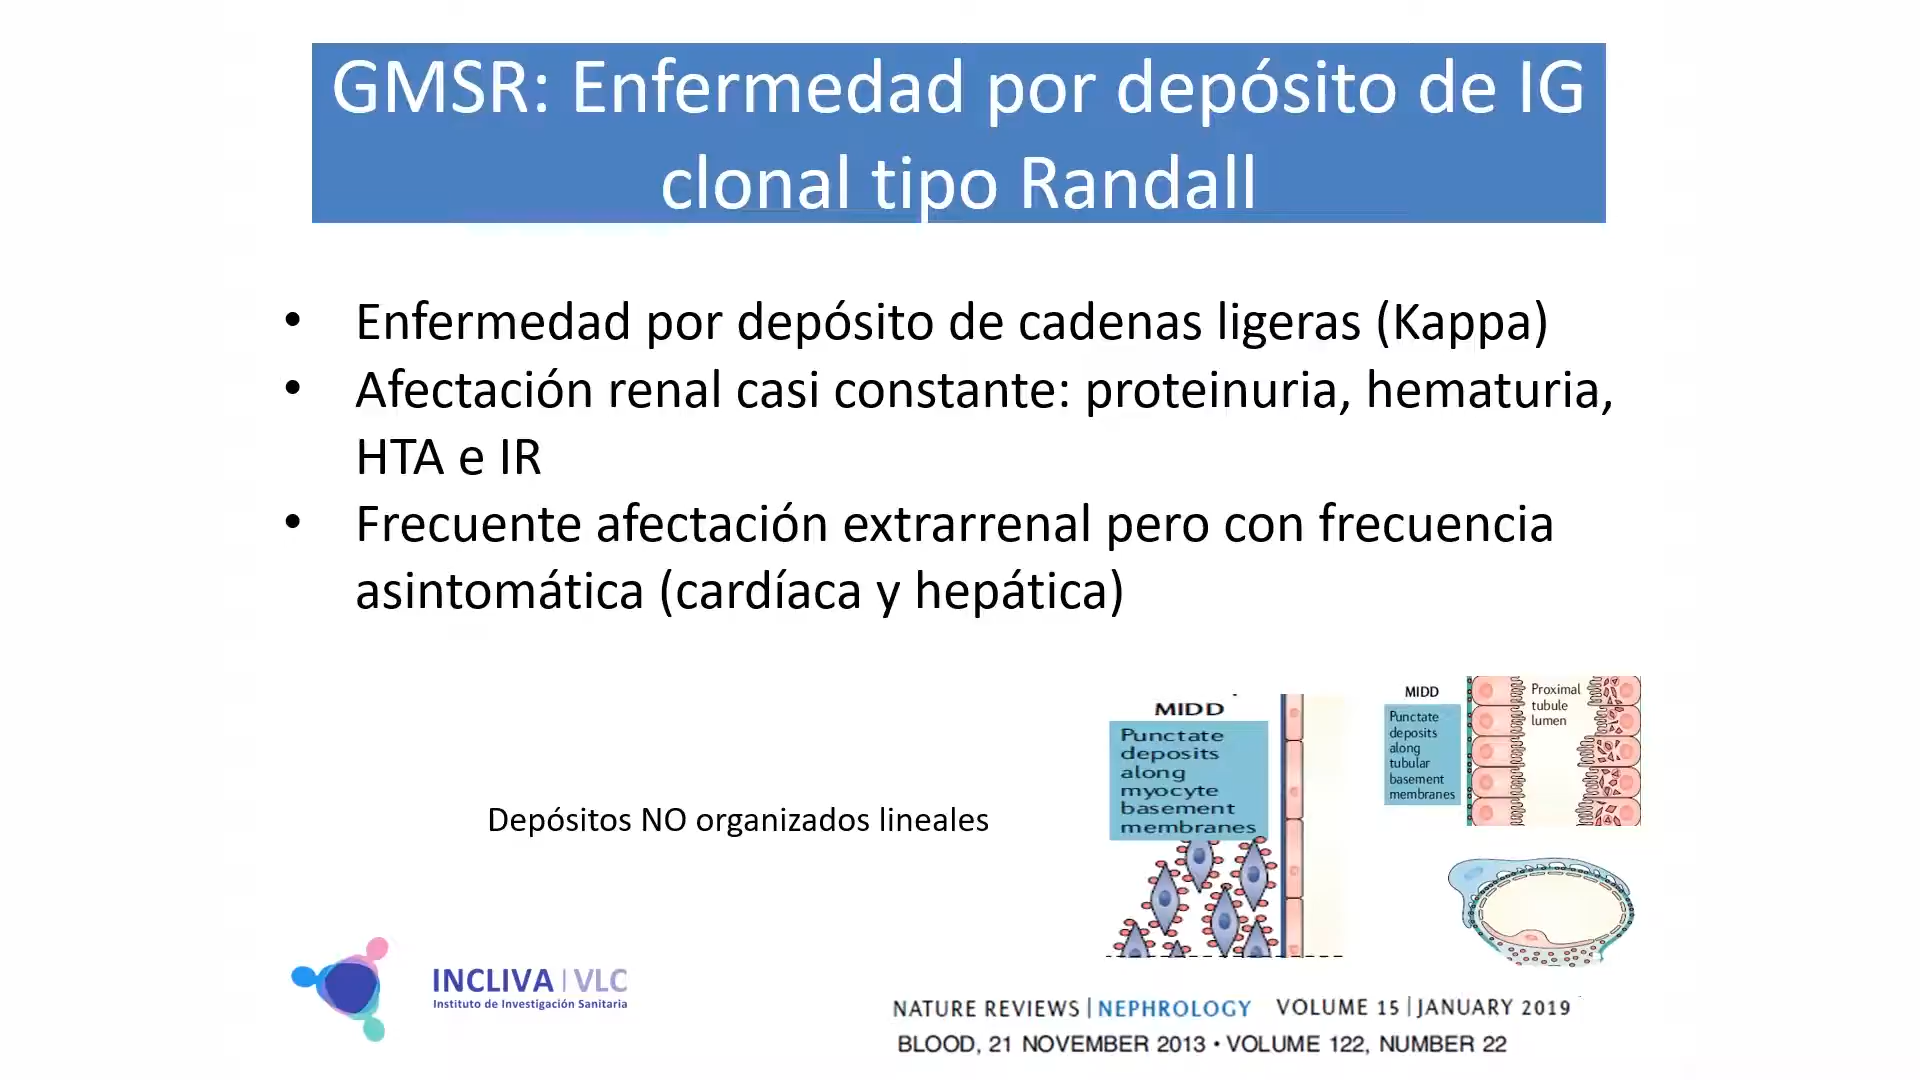 GMSR: Enfermedad por depósito de IG
clonal tipo Randall
• Enfermedad por depósito de cadenas ligeras (Kappa)
• Afectación renal casi constante: proteinuria, hematuria,
HTA e IR
• Frecuente afectación extrarrenal pero con frecuencia
asintomática (cardíaca y hepática)
MIDD
Punctate
deposits
along
myocyte
basement
membranes
MIDD
Punctate
deposits
along
tubular
basement
membranes
Proximal
tubule
lumen
Depósitos NO organizados lineales
INCLIVA | VLC
Instituto de Investigación Sanitaria
NATURE REVIEWS | NEPHROLOGY VOLUME 15 | JANUARY 2019
BLOOD, 21 NOVEMBER 2013 • VOLUME 122, NUMBER 22